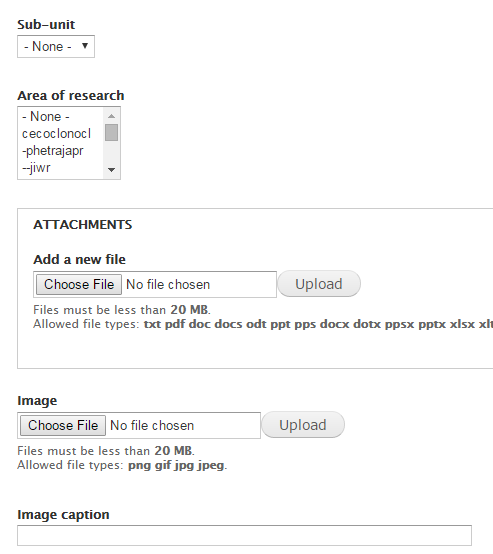 Sub-unit
- None -
Area of research
- None -
cecoclonocl
-phetrajapr
--jiwr
ATTACHMENTS
Add a new file
Choose File No file chosen Upload
Files must be less than 20 MB.
Allowed file types: txt pdf doc docs odt ppt pps docx dotx ppsx pptx xlsx
Image
Choose File No file chosen Upload
Files must be less than 20 MB.
Allowed file types: png gif jpg jpeg.
Image caption